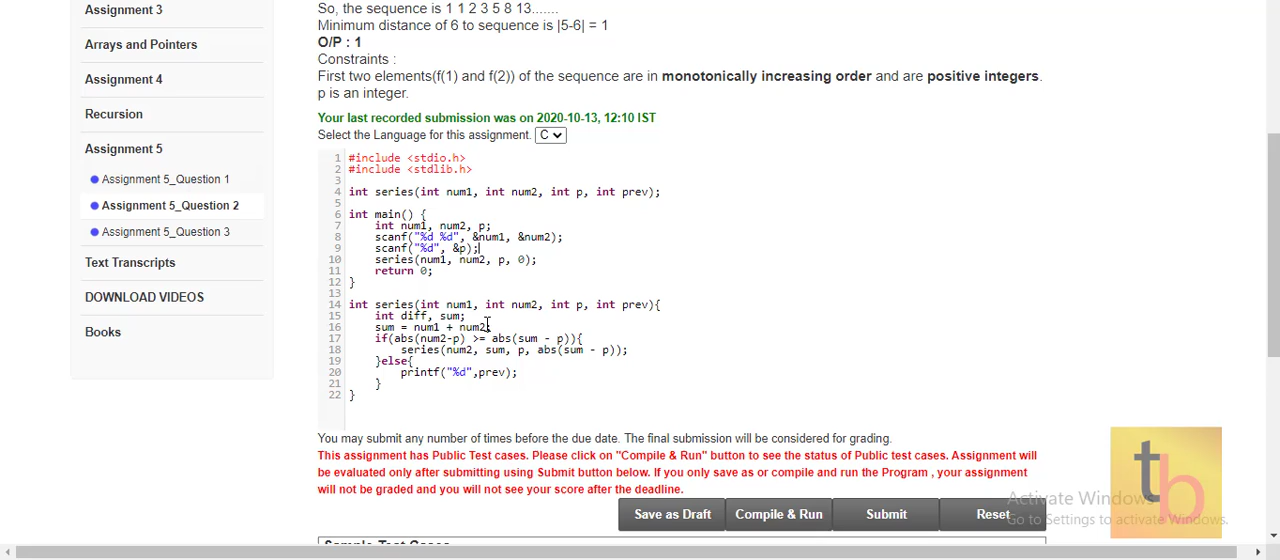 Assignment 3
Arrays and Pointers
Assignment 4
Recursion
Assignment 5
Assignment 5_Question 1
Assignment 5_Question 2
Assignment 5_Question 3
Text Transcripts
DOWNLOAD VIDEOS
Books
So, the sequence is 1 1 2 3 5 8 13.......
Minimum distance of 6 to sequence is |5-6| = 1
O/P : 1
Constraints :
First two elements(f(1) and f(2)) of the sequence are in monotonically increasing order and are positive integers.
p is an integer.
Your last recorded submission was on 2020-10-13, 12:10 IST
Select the Language for this assignment. C
1 #include <stdio.h>
2 #include <stdlib.h>
3
4 int series(int num1, int num2, int p, int prev);
5
6 int main() {
7 int num1, num2, p;
8 scanf("%d %d", &num1, &num2);
9 scanf("%d", &p);
10 series(num1, num2, p, 0);
11 return 0;
12 }
13
14 int series(int num1, int num2, int p, int prev){
15 int diff, sum;
16 sum = num1 + num2;
17 if(abs(num2-p) >= abs(sum - p)){
18 series(num2, sum, p, abs(sum - p));
19 }else{
20 printf("%d",prev);
21 }
22 }
You may submit any number of times before the due date. The final submission will be considered for grading.
This assignment has Public Test cases. Please click on "Compile & Run" button to see the status of Public test cases. Assignment will
be evaluated only after submitting using Submit button below. If you only save as or compile and run the Program , your assignment
will not be graded and you will not see your score after the deadline.
Save as Draft Compile & Run Submit Reset
Activate Windows
Go to Settings to activate Windows.
tb
Sample Test Cases